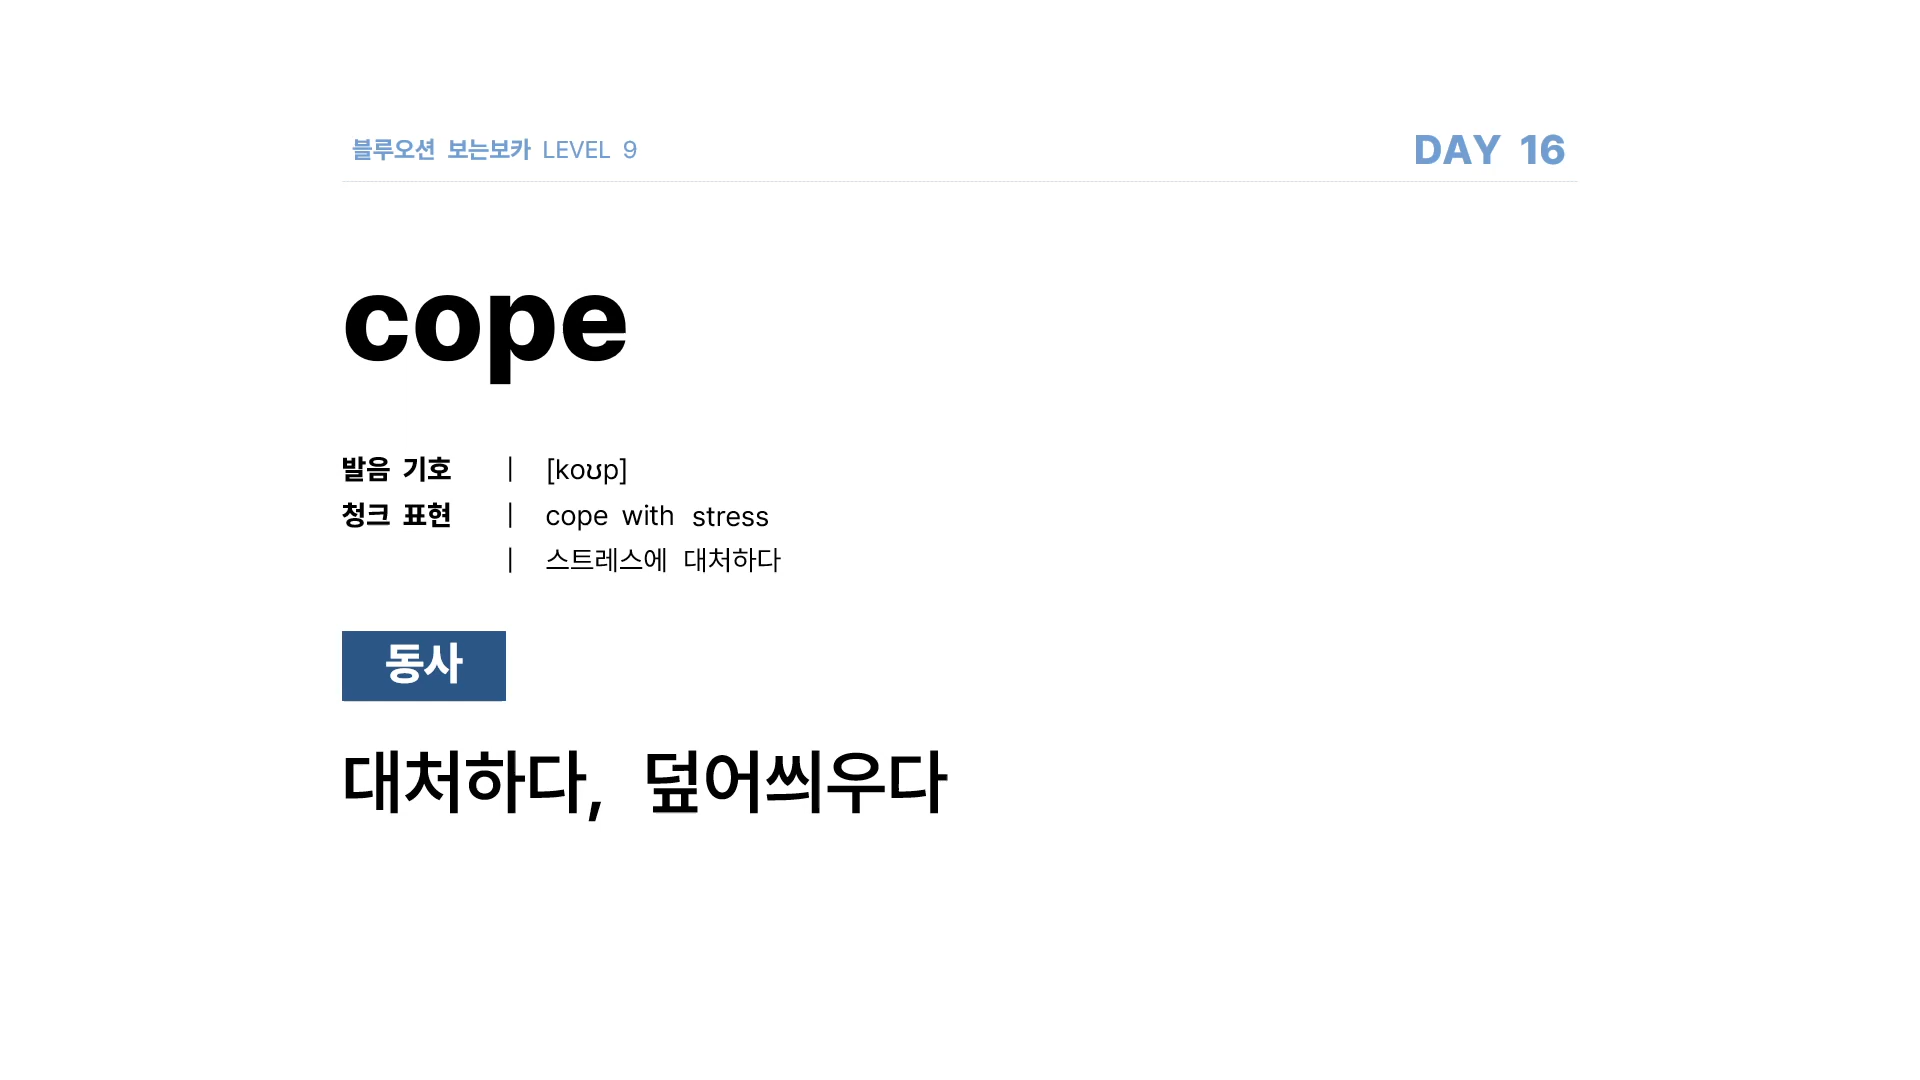 블루오션 보는보카 LEVEL 9
DAY 16
cope
발음 기호 | [koʊp]
청크 표현 | cope with stress
| 스트레스에 대처하다
동사
대처하다, 덮어씌우다